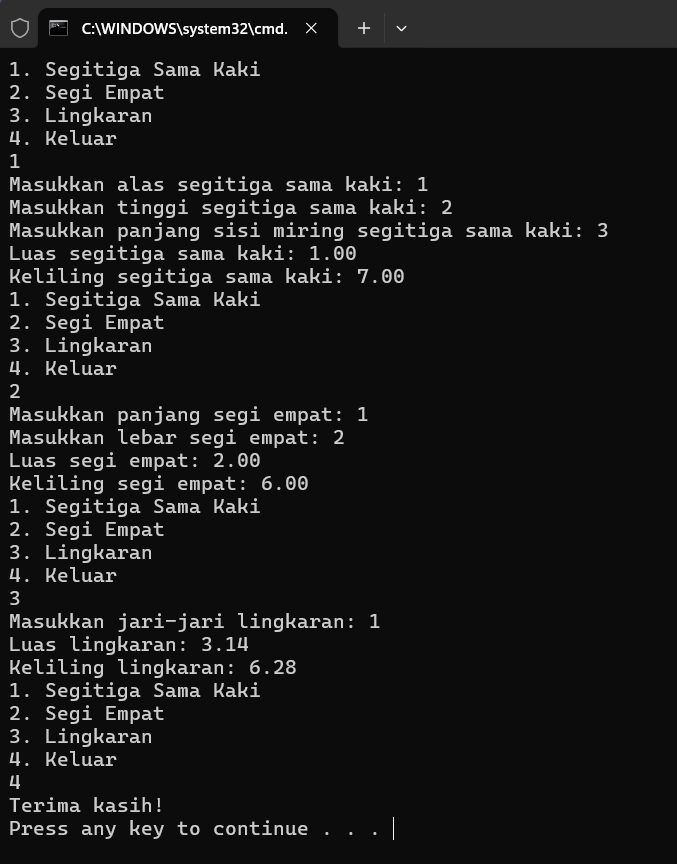 C:\WINDOWS\system32\cmd.
1. Segitiga Sama Kaki
2. Segi Empat
3. Lingkaran
4. Keluar
1
Masukkan alas segitiga sama kaki: 1
Masukkan tinggi segitiga sama kaki: 2
Masukkan panjang sisi miring segitiga sama kaki: 3
Luas segitiga sama kaki: 1.00
Keliling segitiga sama kaki: 7.00
1. Segitiga Sama Kaki
2. Segi Empat
3. Lingkaran
4. Keluar
2
Masukkan panjang segi empat: 1
Masukkan lebar segi empat: 2
Luas segi empat: 2.00
Keliling segi empat: 6.00
1. Segitiga Sama Kaki
2. Segi Empat
3. Lingkaran
4. Keluar
3
Masukkan jari-jari lingkaran: 1
Luas lingkaran: 3.14
Keliling lingkaran: 6.28
1. Segitiga Sama Kaki
2. Segi Empat
3. Lingkaran
4. Keluar
4
Terima kasih!
Press any key to continue . . .